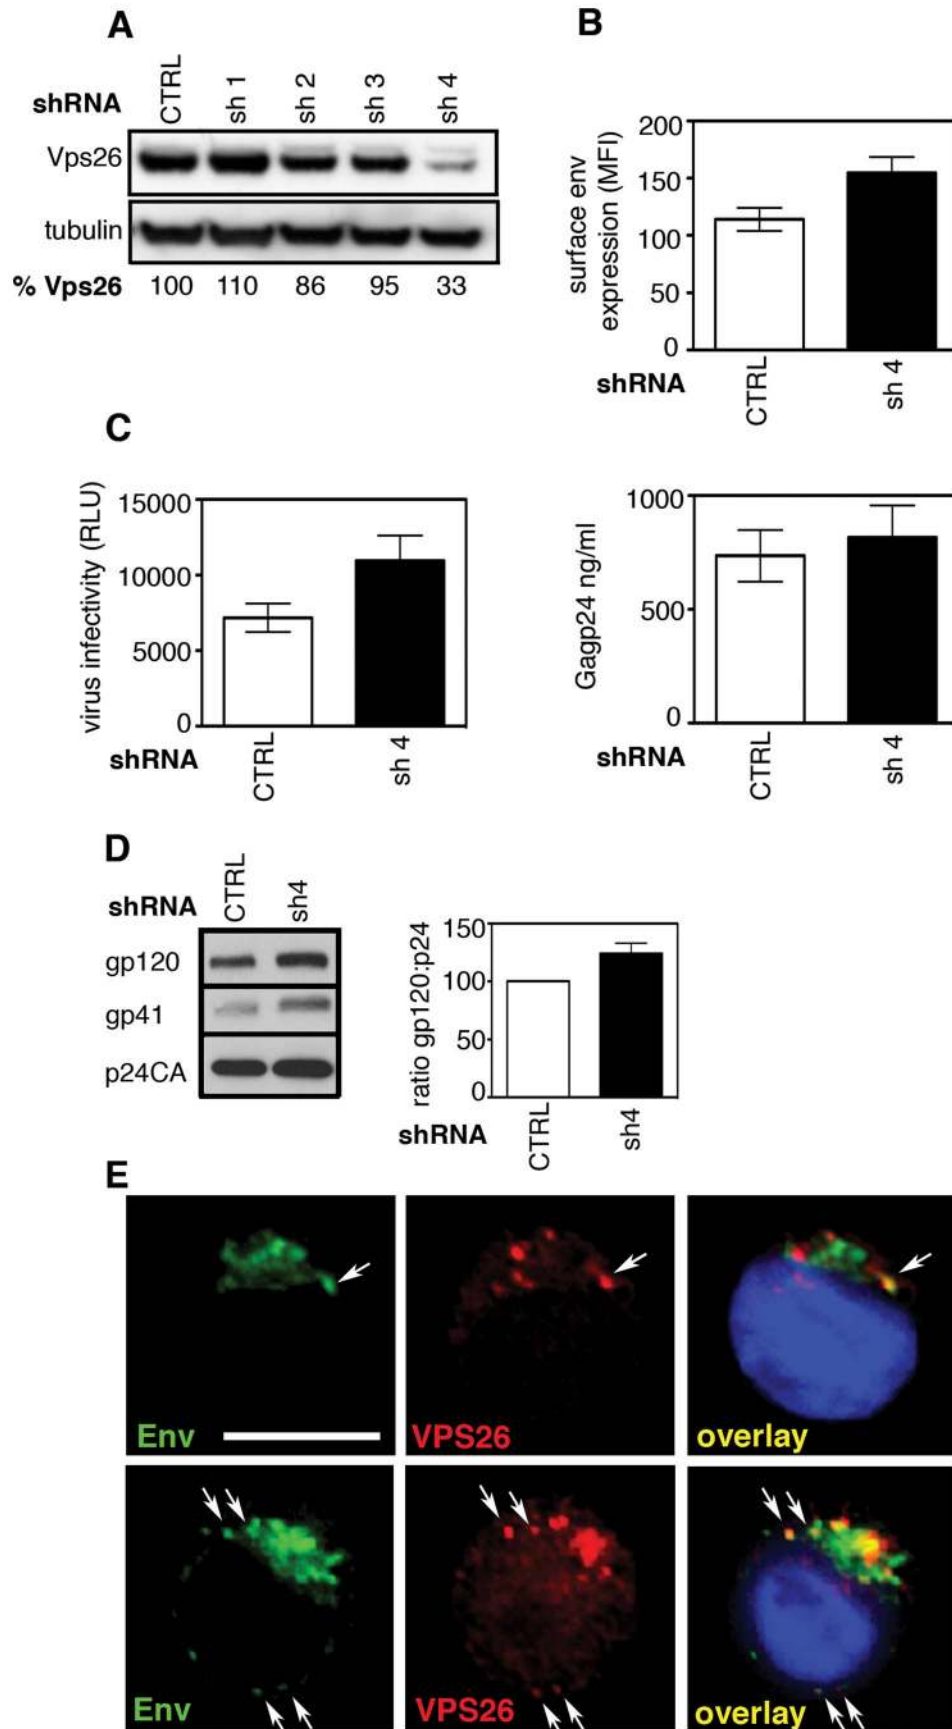 A
shRNA CTRL sh 1 sh 2 sh 3 sh 4
Vps26
tubulin
% Vps26 100 110 86 95 33
B
surface env
expression (MFI)
200
150
100
50
0
shRNA CTRL sh 4
C
virus infectivity (RLU)
15000
10000
5000
0
shRNA CTRL sh 4
Gagp24 ng/ml
1000
500
0
shRNA CTRL sh 4
D
shRNA CTRL sh4
gp120
gp41
p24CA
ratio gp120:p24
150
100
50
0
shRNA CTRL sh4
E
Env VPS26 overlay
Env VPS26 overlay